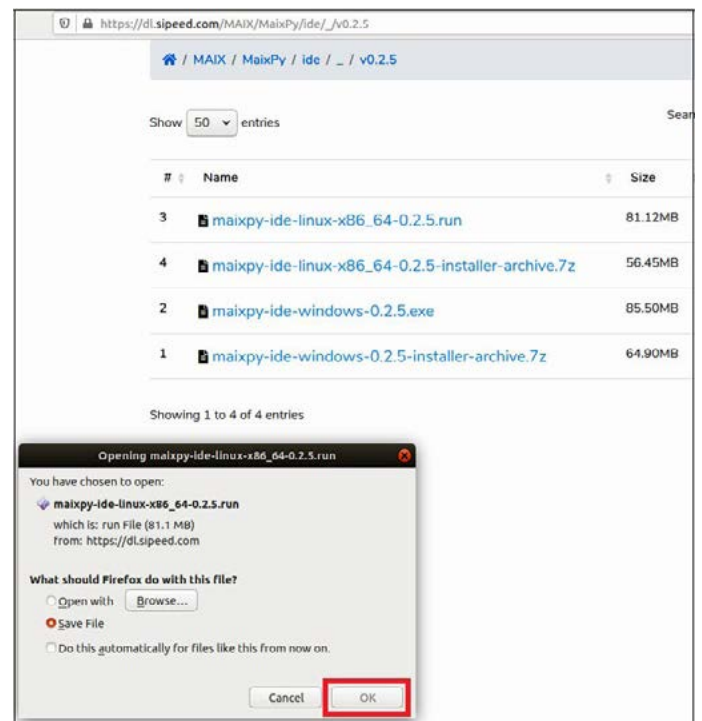 https://dl.sipeed.com/MAIX/MaixPy/ide/_/v0.2.5
/ MAIX / MaixPy / ide / _ / v0.2.5
Show 50 entries Sear
# Name Size
3 maixpy-ide-linux-x86_64-0.2.5.run 81.12MB
4 maixpy-ide-linux-x86_64-0.2.5-installer-archive.7z 56.45MB
2 maixpy-ide-windows-0.2.5.exe 85.50MB
1 maixpy-ide-windows-0.2.5-installer-archive.7z 64.90MB
Showing 1 to 4 of 4 entries
Opening maixpy-ide-linux-x86_64-0.2.5.run
You have chosen to open:
maixpy-ide-linux-x86_64-0.2.5.run
which is: run File (81.1 MB)
from: https://dl.sipeed.com
What should Firefox do with this file?
Open with Browse...
Save File
Do this automatically for files like this from now on.
Cancel OK